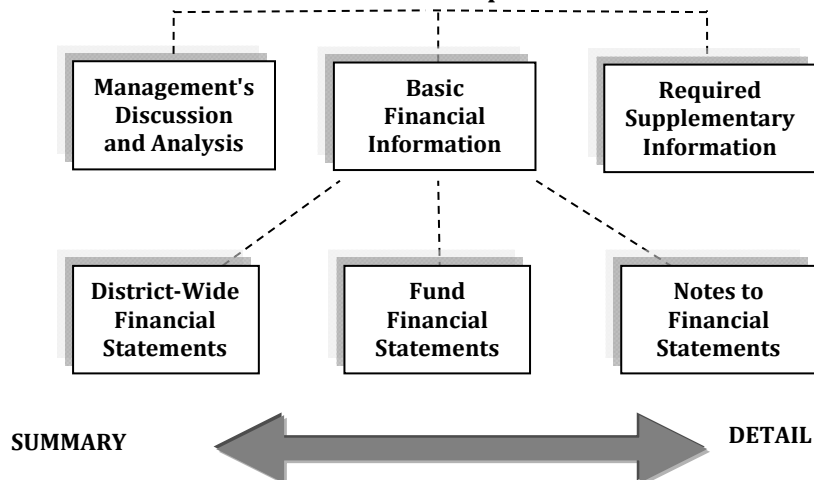 Management's
Discussion
and Analysis
Basic
Financial
Information
Required
Supplementary
Information
District-Wide
Financial
Statements
Fund
Financial
Statements
Notes to
Financial
Statements
SUMMARY
DETAIL